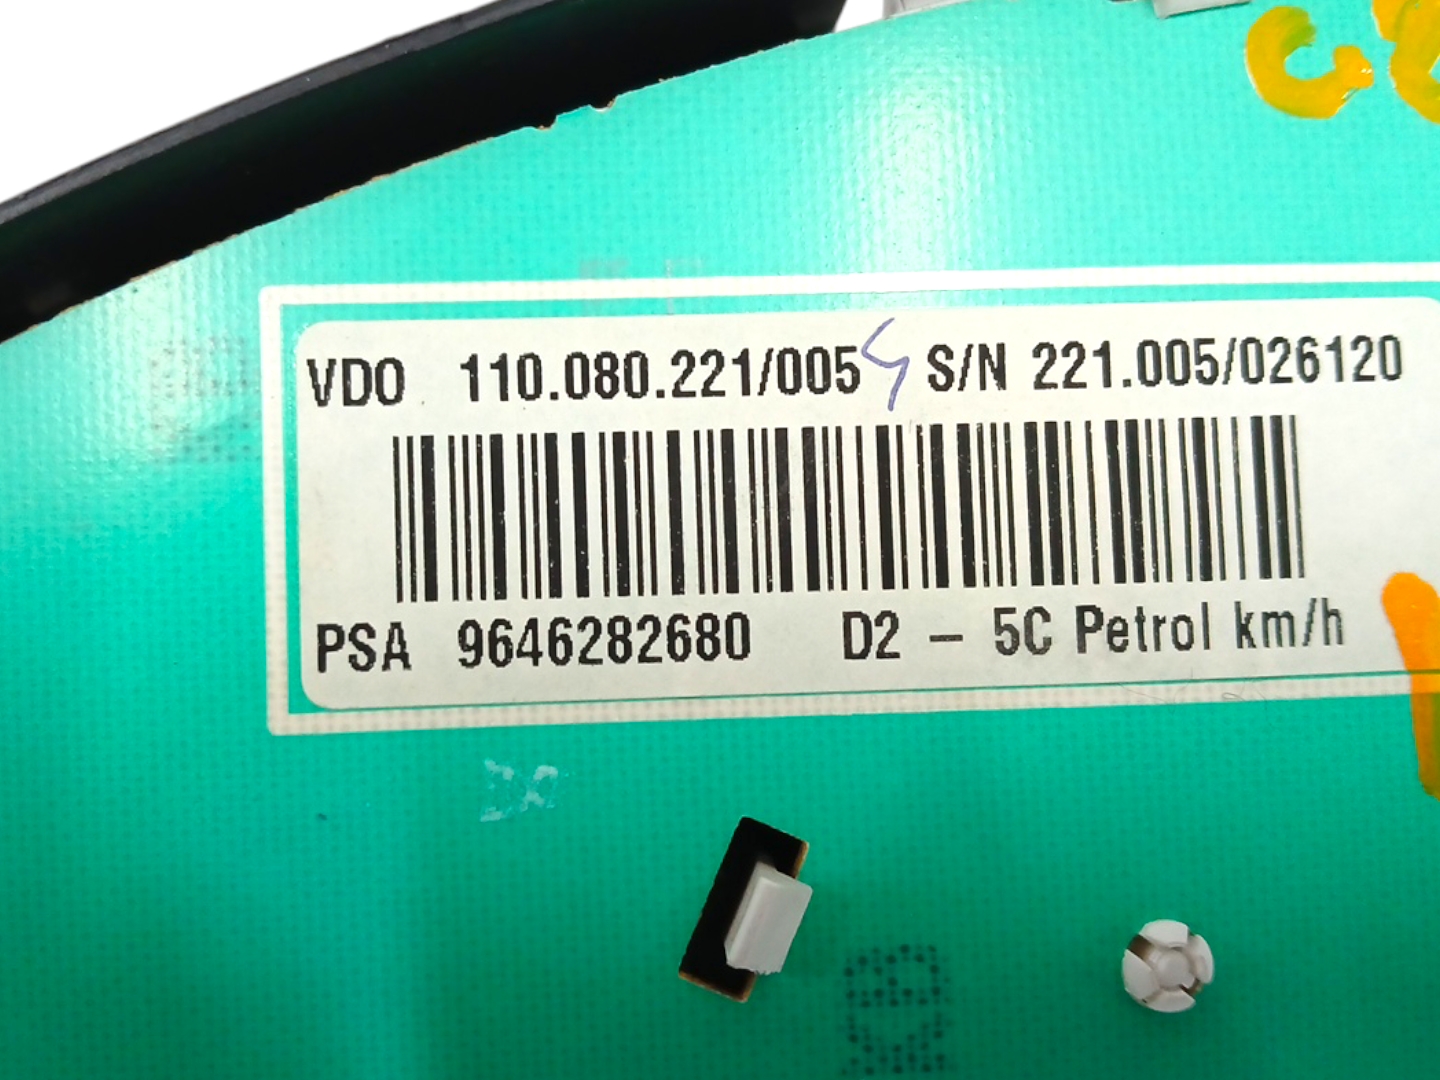 VDO 110.080.221/005 S/N 221.005/026120
PSA 9646282680 D2 - 5C Petrol km/h